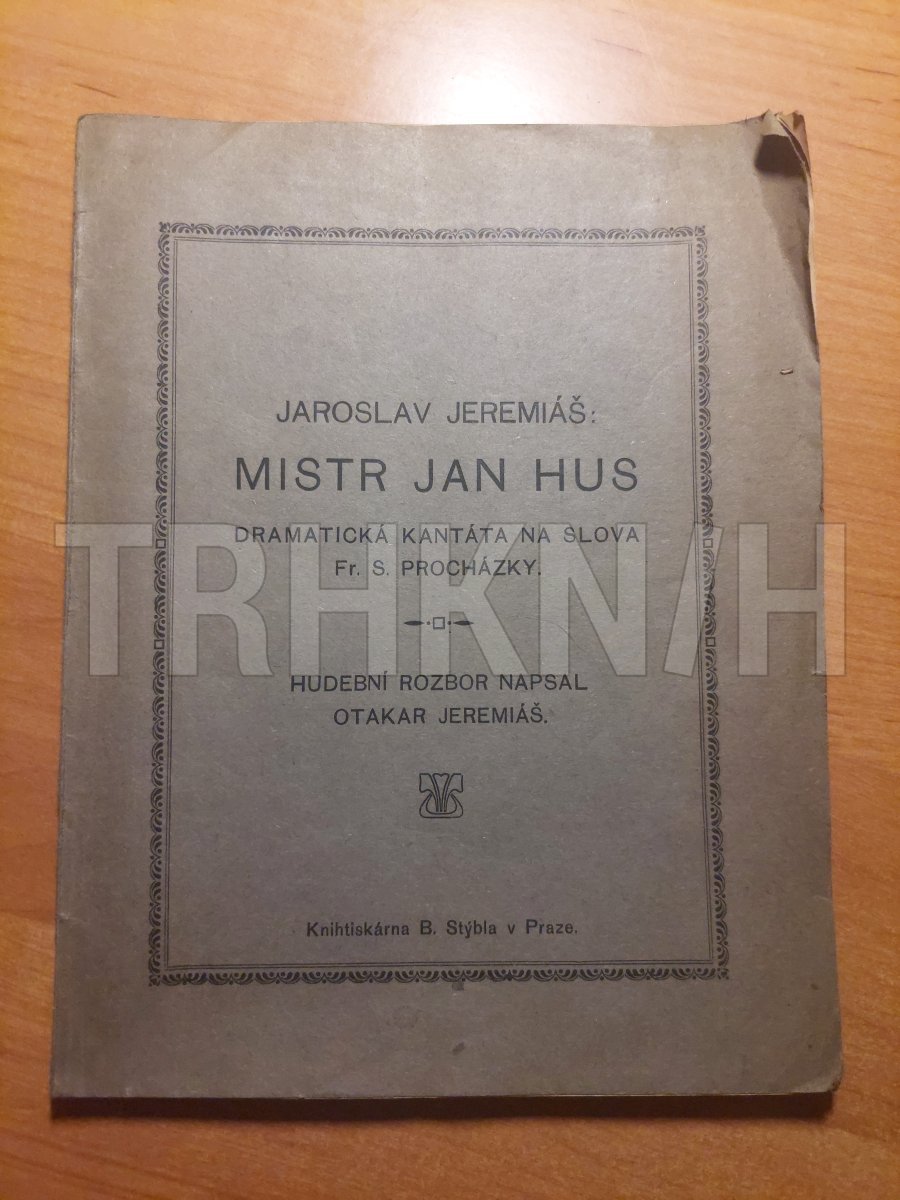 JAROSLAV JEREMIÁŠ:
MISTR JAN HUS
DRAMATICKÁ KANTÁTA NA SLOVA
Fr. S. PROCHÁZKY.
TRHKNIH
HUDEBNÍ ROZBOR NAPSAL
OTAKAR JEREMIÁŠ.
Knihtiskárna B. Stýbla v Praze.